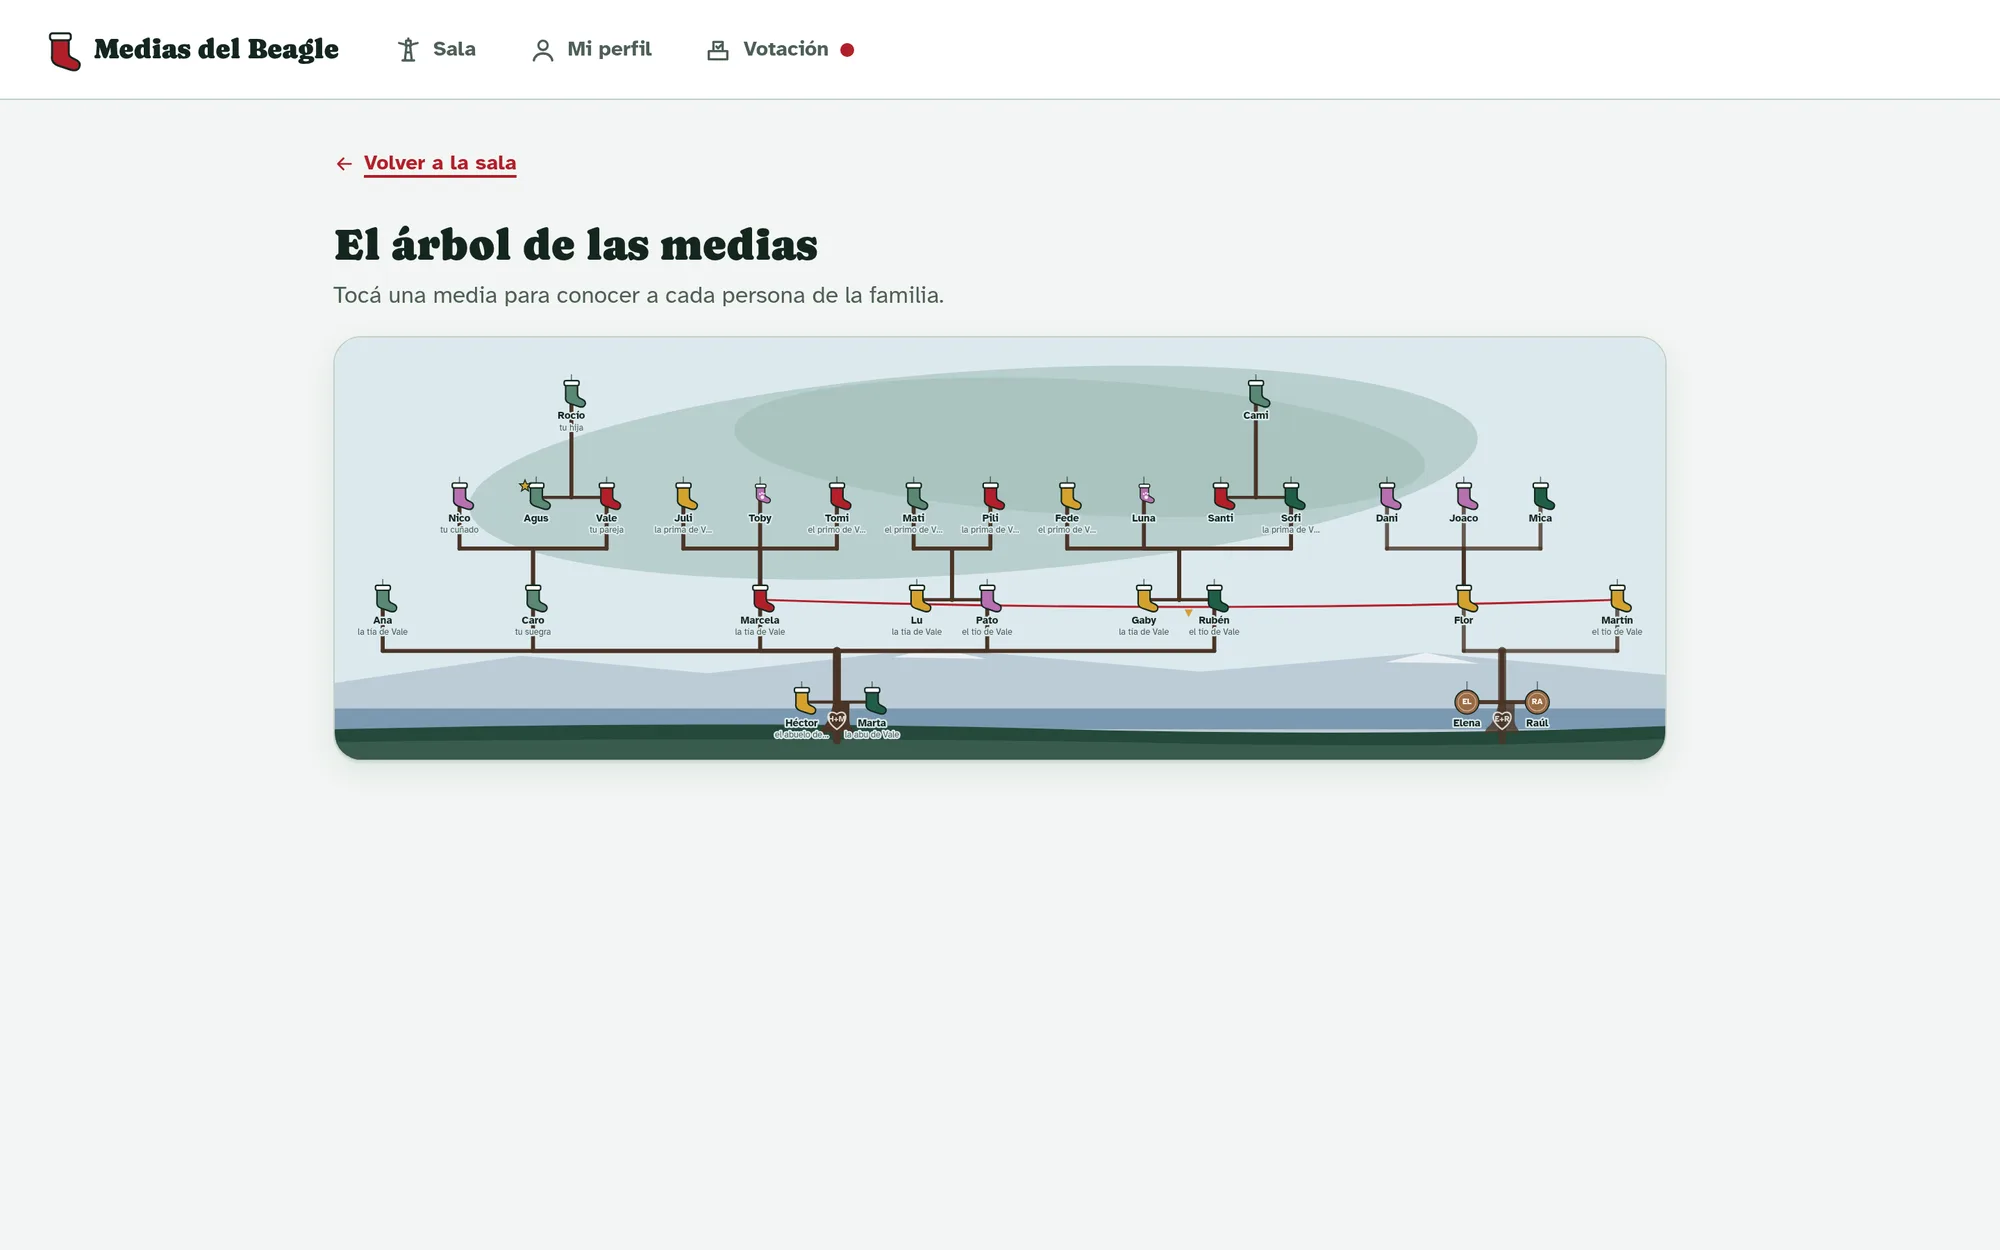 Medias del Beagle
Sala
Mi perfil
Votación
Volver a la sala
El árbol de las medias
Tocá una media para conocer a cada persona de la familia.
Rocío
tu hija
Cami
Nico
tu cuñado
Agus
Vale
tu pareja
Juli
la prima de V...
Toby
Tomi
el primo de V...
Mati
el primo de V...
Pili
la prima de V...
Fede
el primo de V...
Luna
Santi
Sofi
la prima de V...
Dani
Joaco
Mica
Ana
la tía de Vale
Caro
tu suegra
Marcela
la tía de Vale
Lu
la tía de Vale
Pato
el tío de Vale
Gaby
la tía de Vale
Rubén
el tío de Vale
Flor
Martín
el tío de Vale
Héctor
el abuelo de...
H+M
Marta
la abu de Vale
EL
Elena
E+R
RA
Raúl